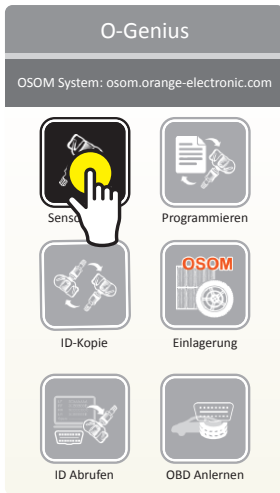 O-Genius
OSOM System: osom.orange-electronic.com
Programmieren
OSOM
ID-Kopie
Einlagerung
ID Abrufen
OBD Anlernen